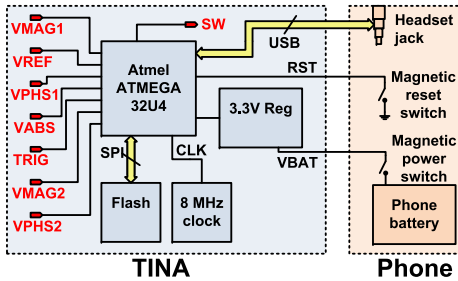 VMAG1
VREF
VPHS1
VABS
TRIG
VMAG2
VPHS2
SW
Atmel
ATMEGA
32U4
USB
RST
3.3V Reg
VBAT
SPI
CLK
Flash
8 MHz
clock
TINA
Headset
jack
Magnetic
reset
switch
Magnetic
power
switch
Phone
battery
Phone